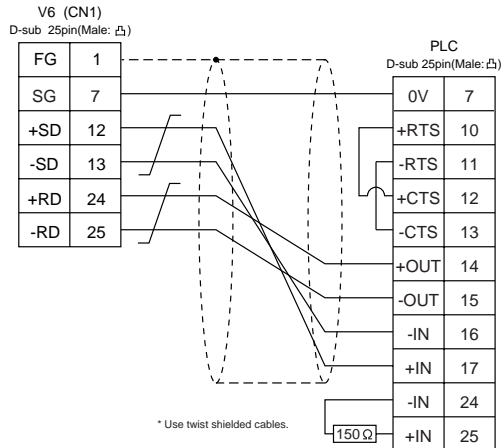 V6 (CN1)
D-sub 25pin(Male: 凸)
FG 1
SG 7
+SD 12
-SD 13
+RD 24
-RD 25
PLC
D-sub 25pin(Male: 凸)
0V 7
+RTS 10
-RTS 11
+CTS 12
-CTS 13
+OUT 14
-OUT 15
-IN 16
+IN 17
-IN 24
+IN 25
150Ω
* Use twist shielded cables.